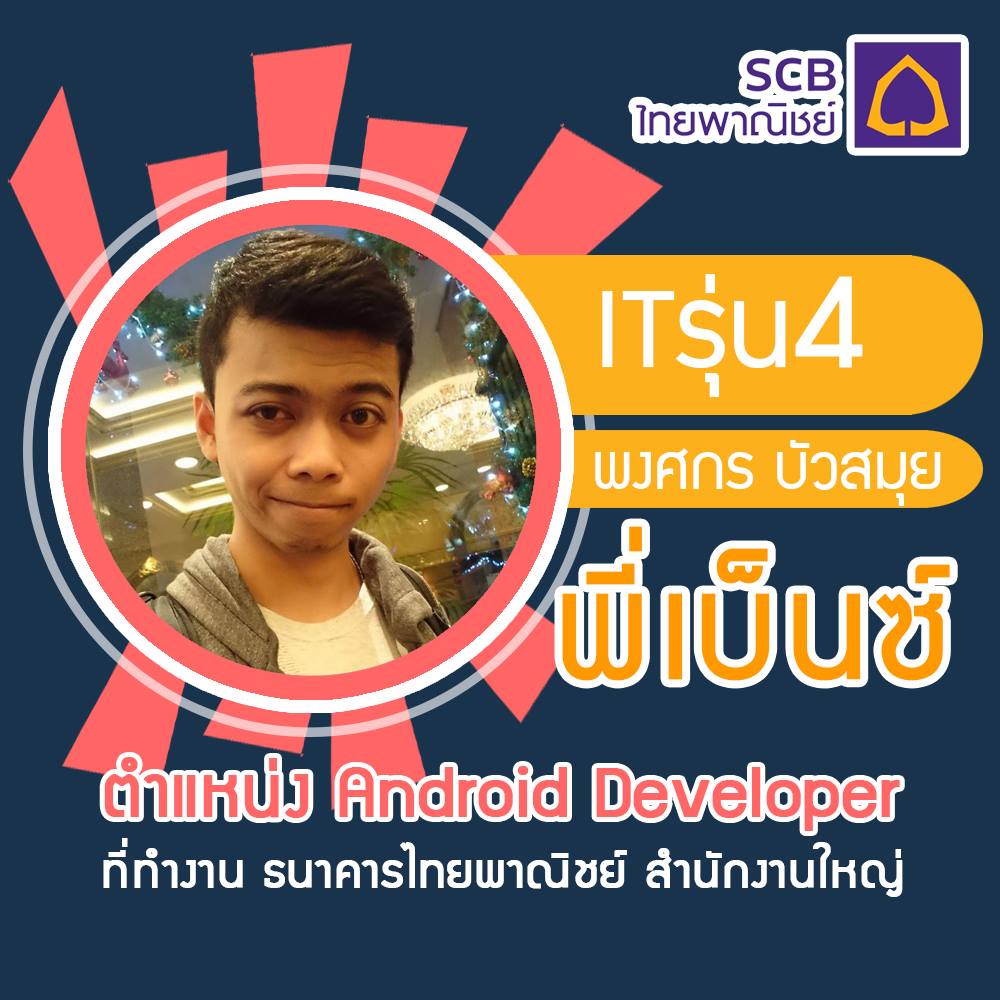 SCB
ไทยพาณิชย์
ITรุ่น4
พงศกร บัวสมุย
พี่เบ็นซ์
ตำแหน่ง Android Developer
ที่ทำงาน ธนาคารไทยพาณิชย์ สำนักงานใหญ่